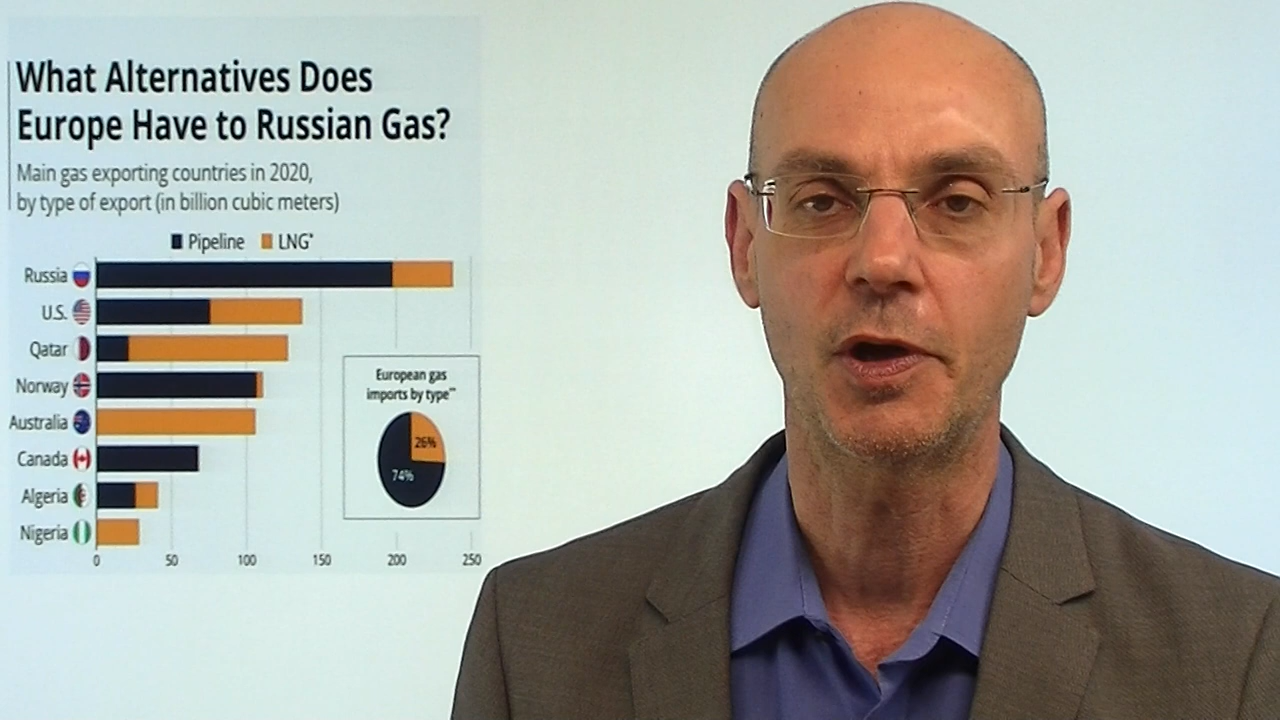 What Alternatives Does
Europe Have to Russian Gas?
Main gas exporting countries in 2020,
by type of export (in billion cubic meters)
Pipeline LNG*
Russia
U.S.
Qatar
Norway
Australia
Canada
Algeria
Nigeria
0 50 100 150 200 250
European gas
imports by type**
26%
74%